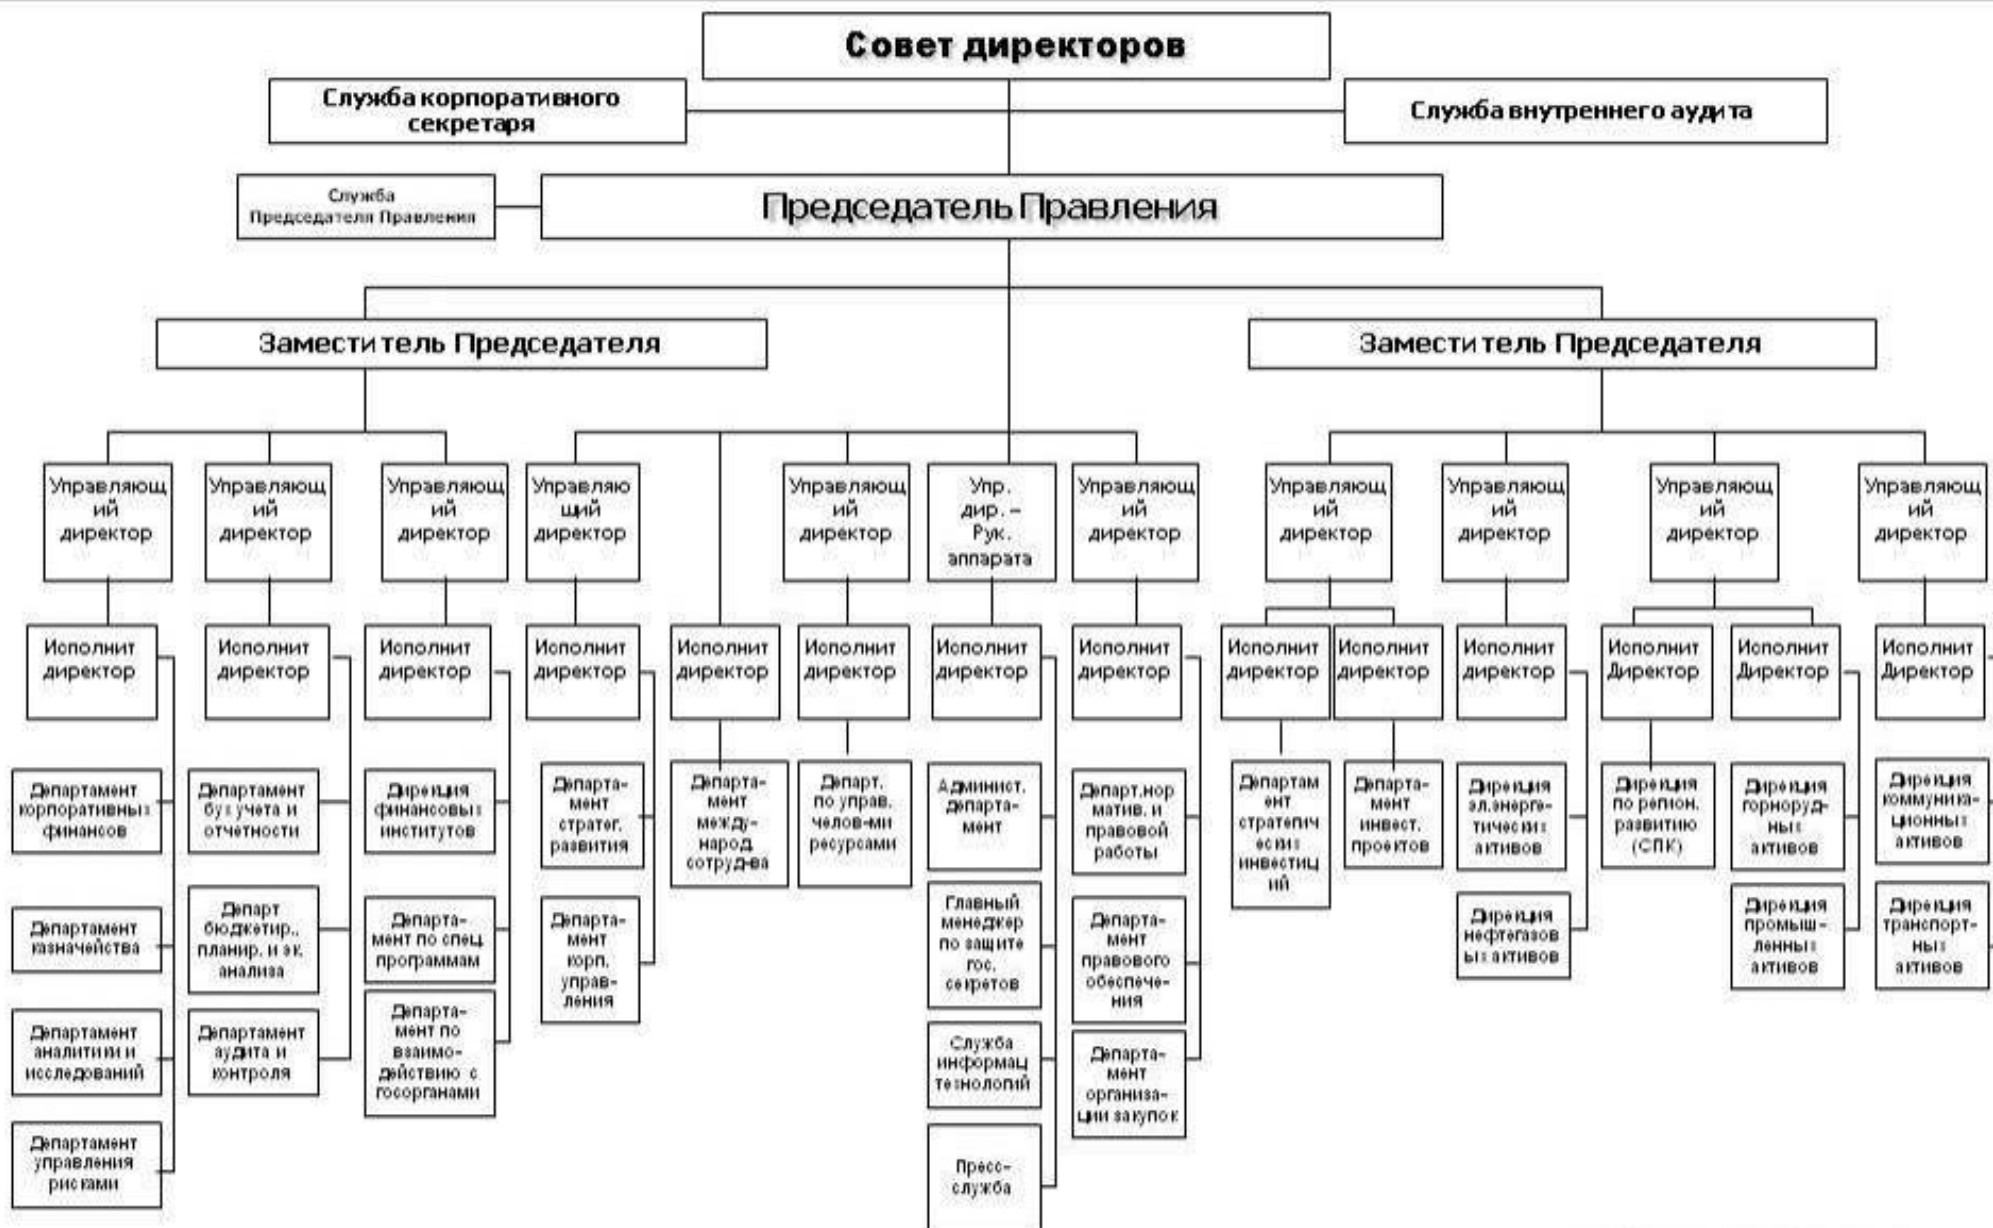 Совет директоров
Служба корпоративного
секретаря
Служба внутреннего аудита
Служба
Председателя Правления
Председатель Правления
Заместитель Председателя
Заместитель Председателя
Управляющ
ий
директор
Управляющ
ий
директор
Управляющ
ий
директор
Управляю
щий
директор
Управляющ
ий
директор
Упр.
дир. –
Рук.
аппарата
Управляющ
ий
директор
Управляющ
ий
директор
Управляющ
ий
директор
Управляющ
ий
директор
Управляющ
ий
директор
Исполнит
директор
Исполнит
директор
Исполнит
директор
Исполнит
директор
Исполнит
директор
Исполнит
директор
Исполнит
директор
Исполнит
директор
Исполнит
директор
Исполнит
директор
Исполнит
директор
Исполнит
Директор
Исполнит
Директор
Исполнит
Директор
Департамент
корпоративных
финансов
Департамент
бух учета и
отчетности
Дирекция
финансовых
институтов
Департа-
мент
стратег.
развития
Департа-
мент
между-
народ
сотруд-ва
Департ.
по управ.
челов-ми
ресурсами
Админист.
департа-
мент
Департ.нор
матив. и
правовой
работы
Департам
ент
стратегич
еских
инвестиц
ий
Департа-
мент
инвест.
проектов
Дирекция
эл.энерге-
тических
активов
Дирекция
по регион.
развитию
(СПК)
Дирекция
горноруд-
ных
активов
Дирекция
коммуника-
ционных
активов
Департамент
казначейства
Департ
бюджетир.,
планир. и эк.
анализа
Департа-
мент по спец
программам
Департа-
мент
корп.
управ-
ления
Главный
менеджер
по защите
гос.
секретов
Департа-
мент
правового
обеспече-
ния
Дирекция
нефтегазов
ых активов
Дирекция
промыш-
ленных
активов
Дирекция
транспорт-
ных
активов
Департамент
аналитики и
исследований
Департамент
аудита и
контроля
Департа-
мент по
взаимо-
действию с
госорганами
Служба
информац
технологий
Департа-
мент
организа-
ции закупок
Департамент
управления
рисками
Пресс-
служба